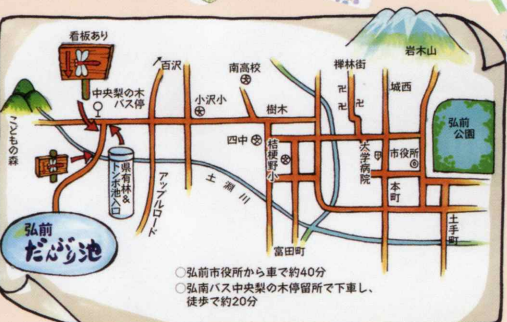 看板あり
中央梨の木
バス停
百沢
南高校
小沢小
樹木
禅林街
城西
岩木山
弘前
公園
こどもの森
県有林&
トンボ池入口
アップルロード
土淵川
四中
桔梗野小
大学病院
市役所
本町
土手町
富田町
弘前
だんぶり池
○弘前市役所から車で約40分
○弘南バス中央梨の木停留所で下車し、
徒歩で約20分